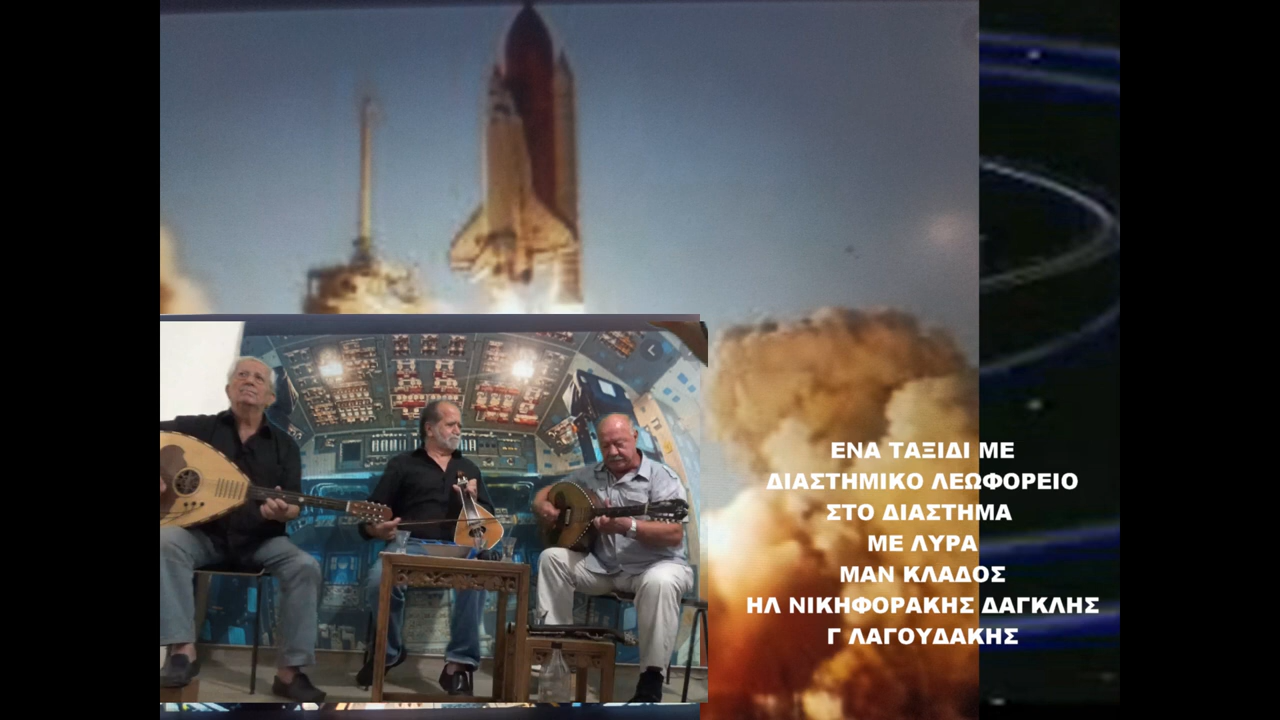 ΕΝΑ ΤΑΞΙΔΙ ΜΕ
ΔΙΑΣΤΗΜΙΚΟ ΛΕΩΦΟΡΕΙΟ
ΣΤΟ ΔΙΑΣΤΗΜΑ
ΜΕ ΛΥΡΑ
ΜΑΝ ΚΛΑΔΟΣ
ΗΛ ΝΙΚΗΦΟΡΑΚΗΣ ΔΑΓΚΛΗΣ
Γ ΛΑΓΟΥΔΑΚΗΣ